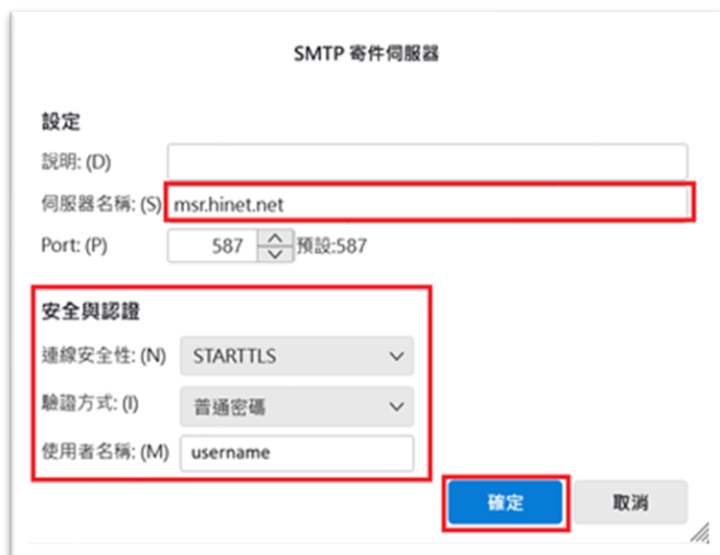 SMTP 寄件伺服器
設定
說明: (D)
伺服器名稱: (S) msr.hinet.net
Port: (P) 587 預設:587
安全與認證
連線安全性: (N) STARTTLS
驗證方式: (I) 普通密碼
使用者名稱: (M) username
確定 取消